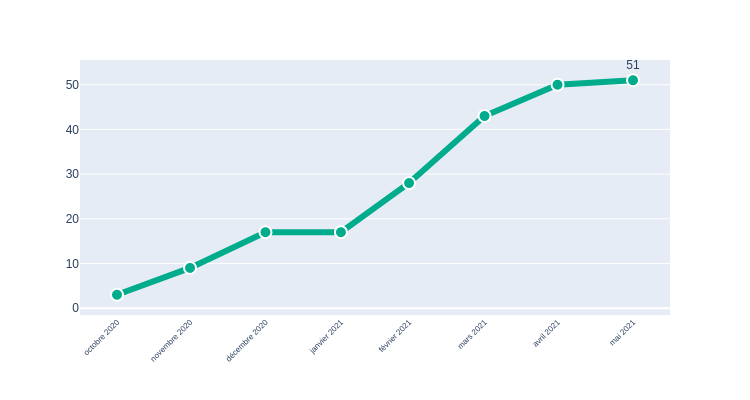 51
50
40
30
20
10
0
octobre 2020
novembre 2020
décembre 2020
janvier 2021
février 2021
mars 2021
avril 2021
mai 2021